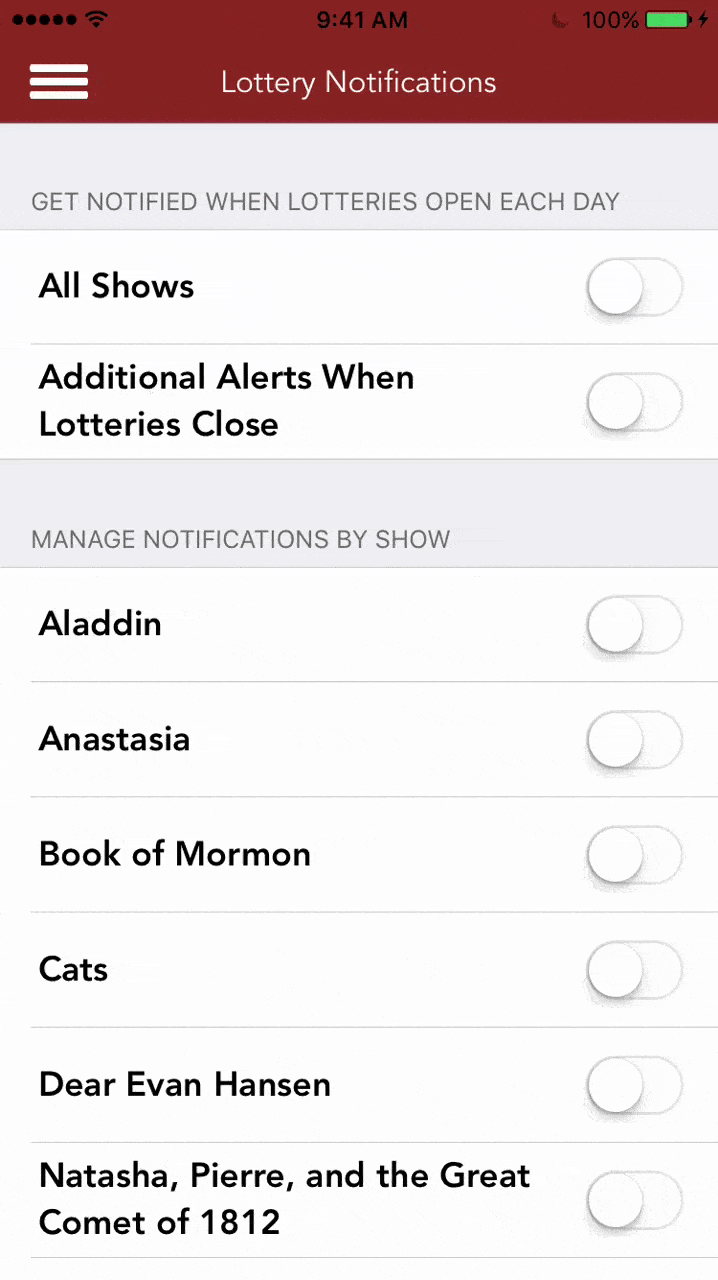 9:41 AM
100%
Lottery Notifications
GET NOTIFIED WHEN LOTTERIES OPEN EACH DAY
All Shows
Additional Alerts When
Lotteries Close
MANAGE NOTIFICATIONS BY SHOW
Aladdin
Anastasia
Book of Mormon
Cats
Dear Evan Hansen
Natasha, Pierre, and the Great
Comet of 1812